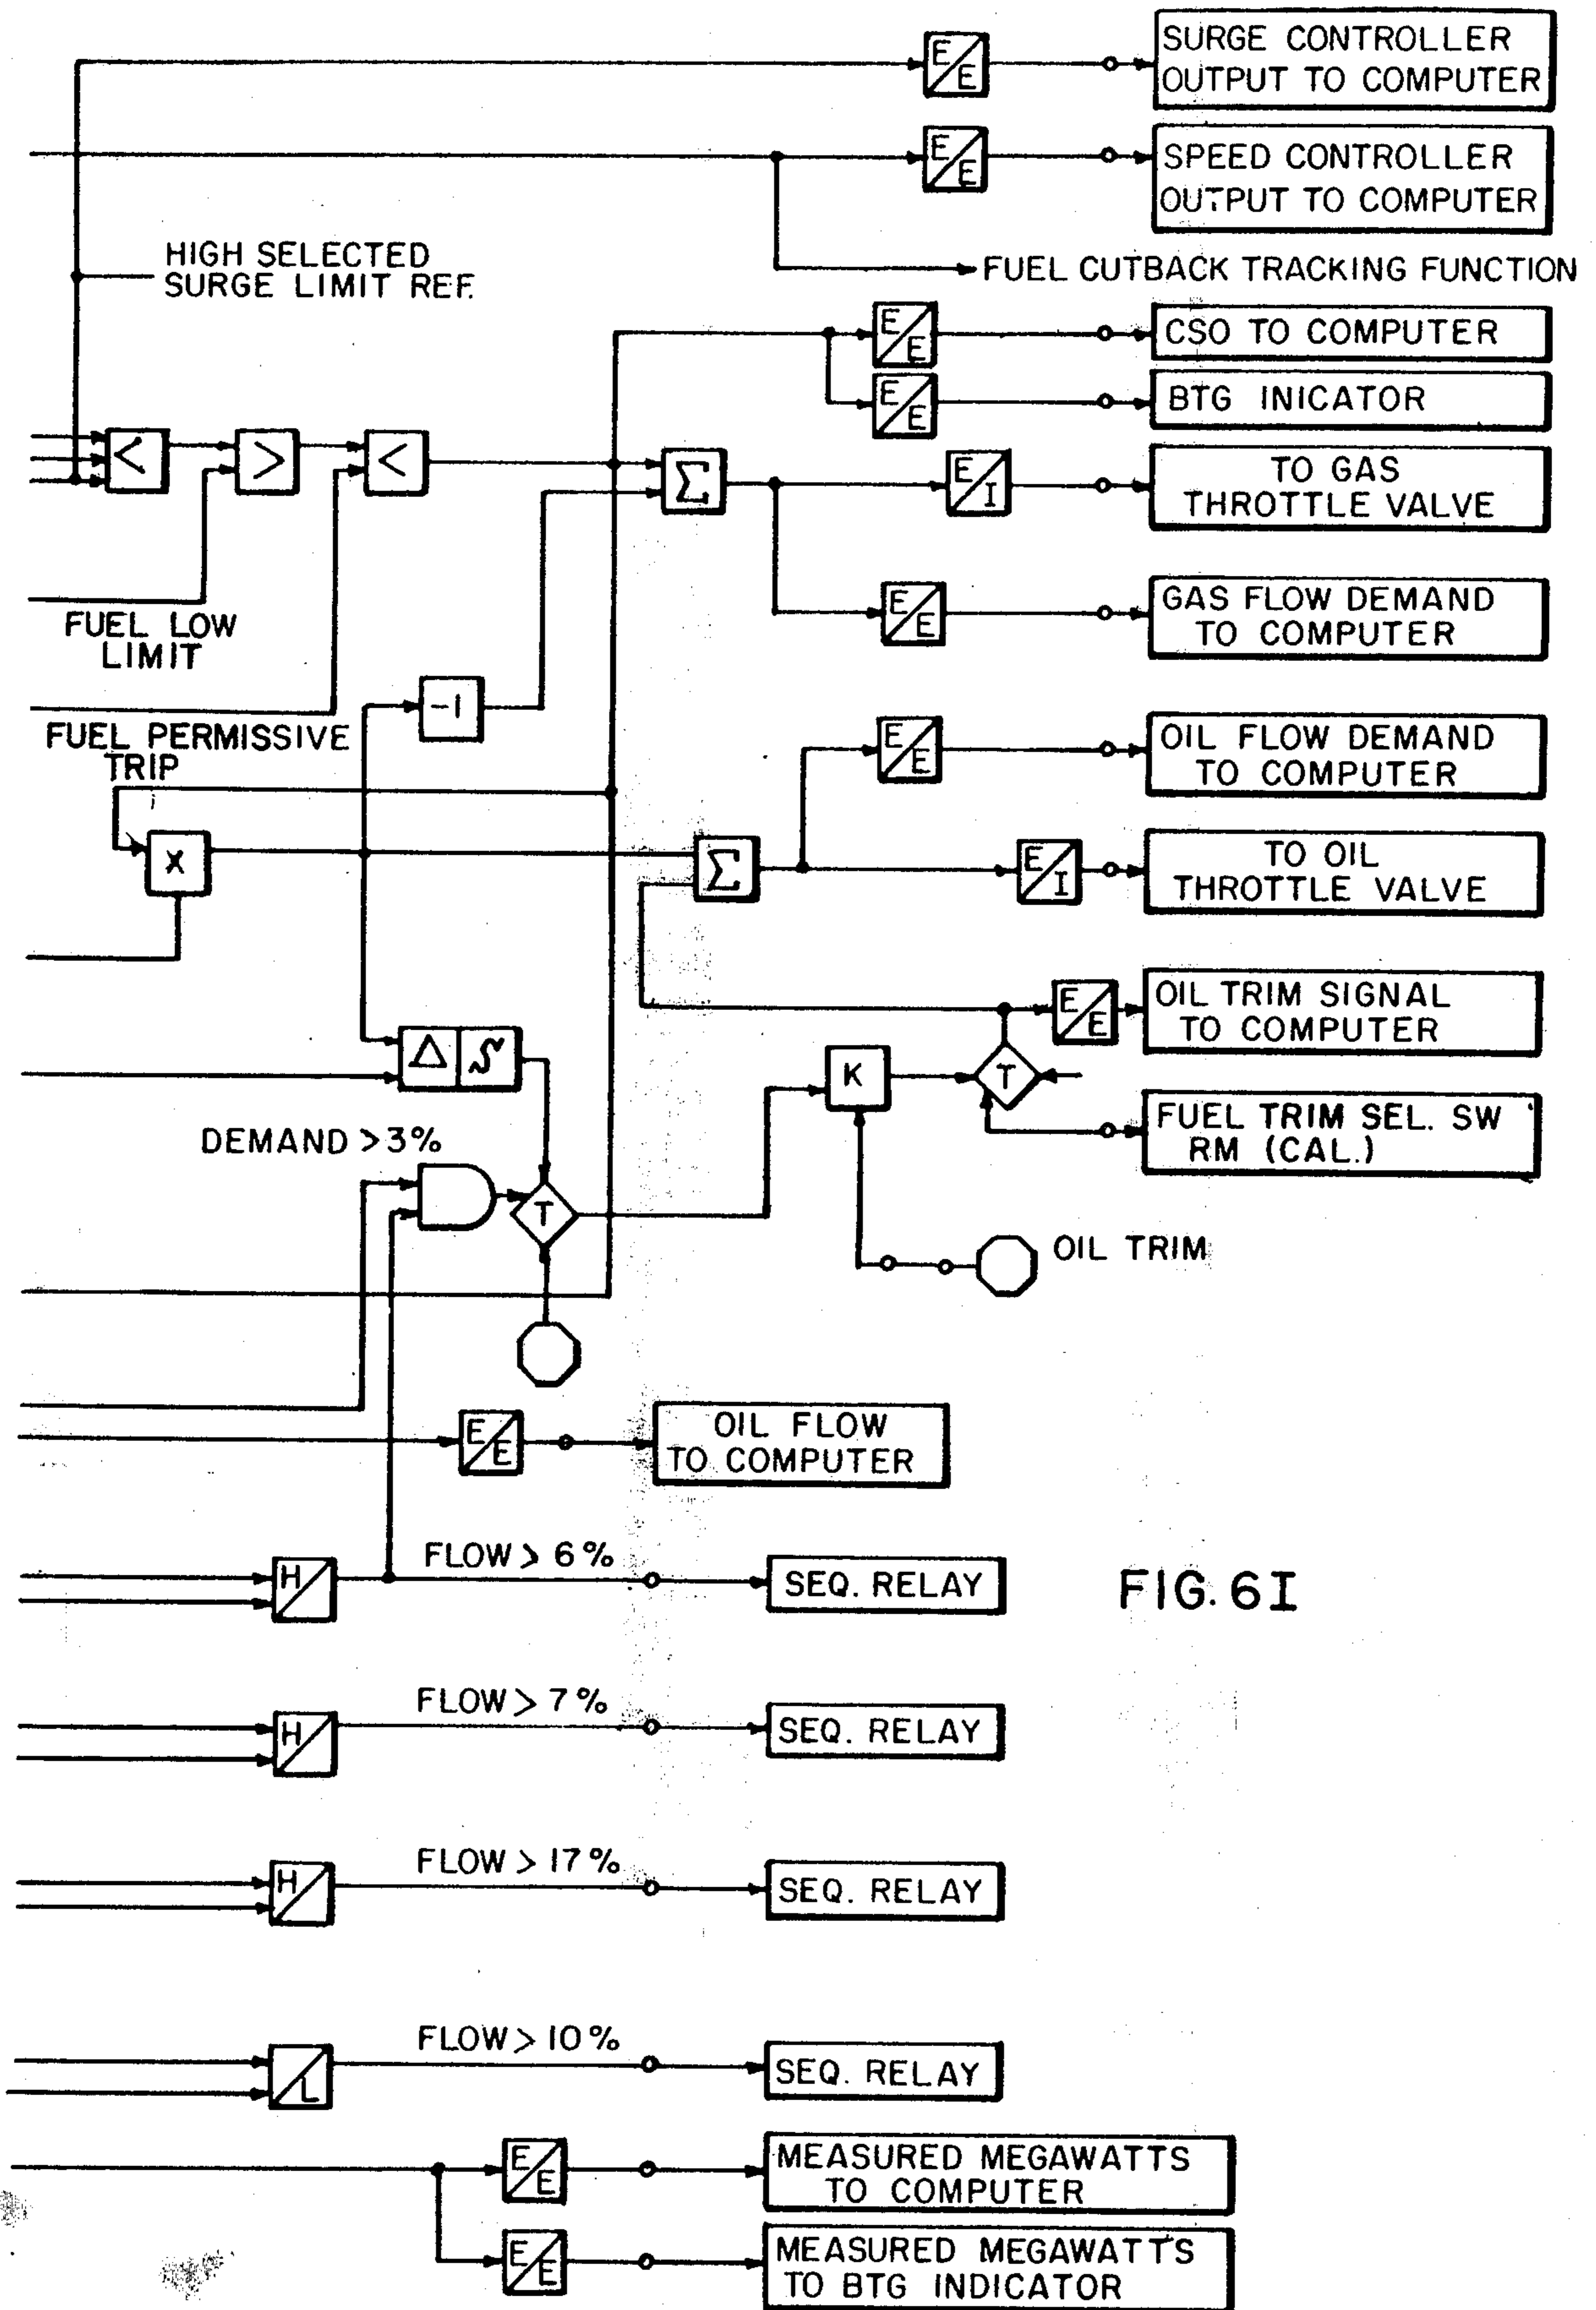 E/E
SURGE CONTROLLER
OUTPUT TO COMPUTER
E/E
SPEED CONTROLLER
OUTPUT TO COMPUTER
HIGH SELECTED
SURGE LIMIT REF.
FUEL CUTBACK TRACKING FUNCTION
E/E
CSO TO COMPUTER
E/E
BTG INICATOR
<
>
<
Σ
E/I
TO GAS
THROTTLE VALVE
FUEL LOW
LIMIT
E/E
GAS FLOW DEMAND
TO COMPUTER
-1
FUEL PERMISSIVE
TRIP
E/E
OIL FLOW DEMAND
TO COMPUTER
X
Σ
E/I
TO OIL
THROTTLE VALVE
E/E
OIL TRIM SIGNAL
TO COMPUTER
Δ ∫
K
T
FUEL TRIM SEL. SW
RM (CAL.)
DEMAND >3%
T
OIL TRIM
E/E
OIL FLOW
TO COMPUTER
H/
FLOW > 6%
SEQ. RELAY
FIG. 6I
H/
FLOW > 7%
SEQ. RELAY
H/
FLOW > 17%
SEQ. RELAY
/L
FLOW > 10%
SEQ. RELAY
E/E
MEASURED MEGAWATTS
TO COMPUTER
E/E
MEASURED MEGAWATTS
TO BTG INDICATOR